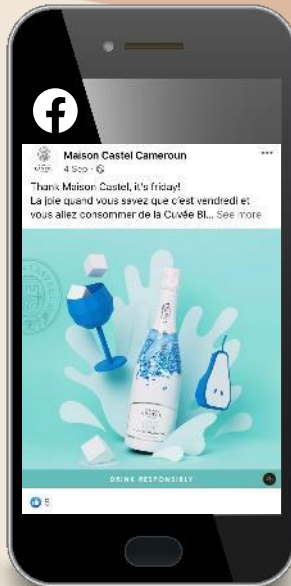 Maison Castel Cameroun
4 Sep
Thank Maison Castel, it's friday!
La joie quand vous savez que c'est vendredi et
vous allez consommer de la Cuvée Bl... See more
DRINK RESPONSIBLY
5